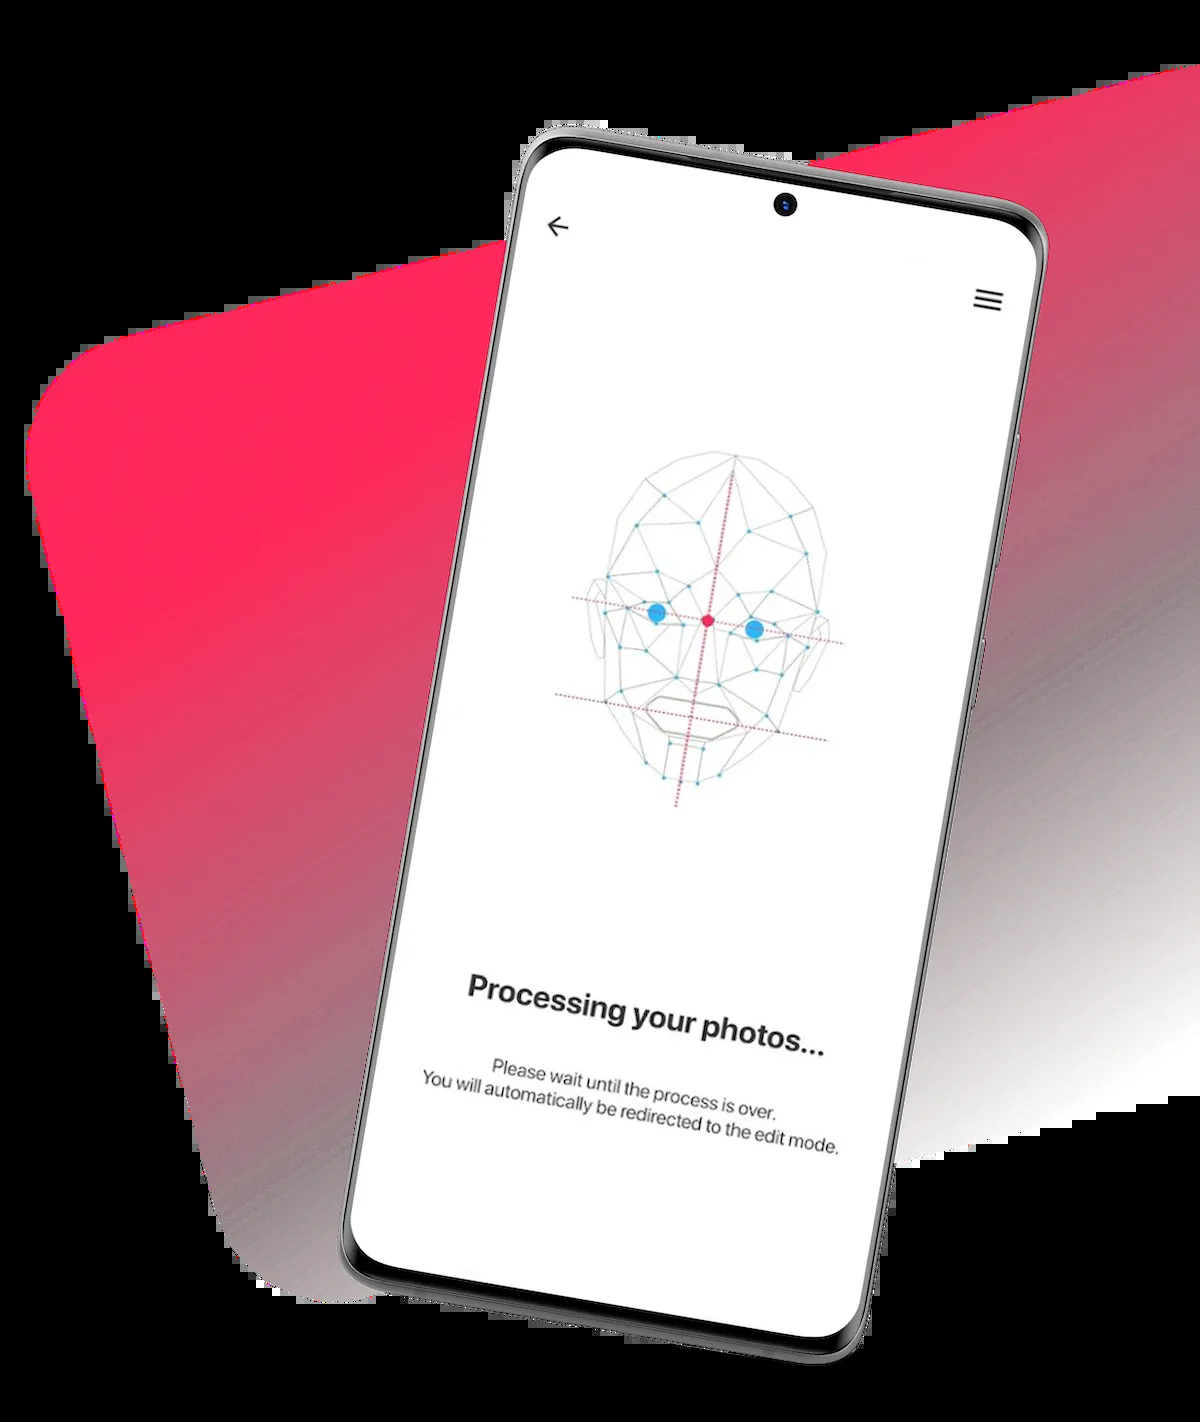 Processing your photos...
Please wait until the process is over.
You will automatically be redirected to the edit mode.